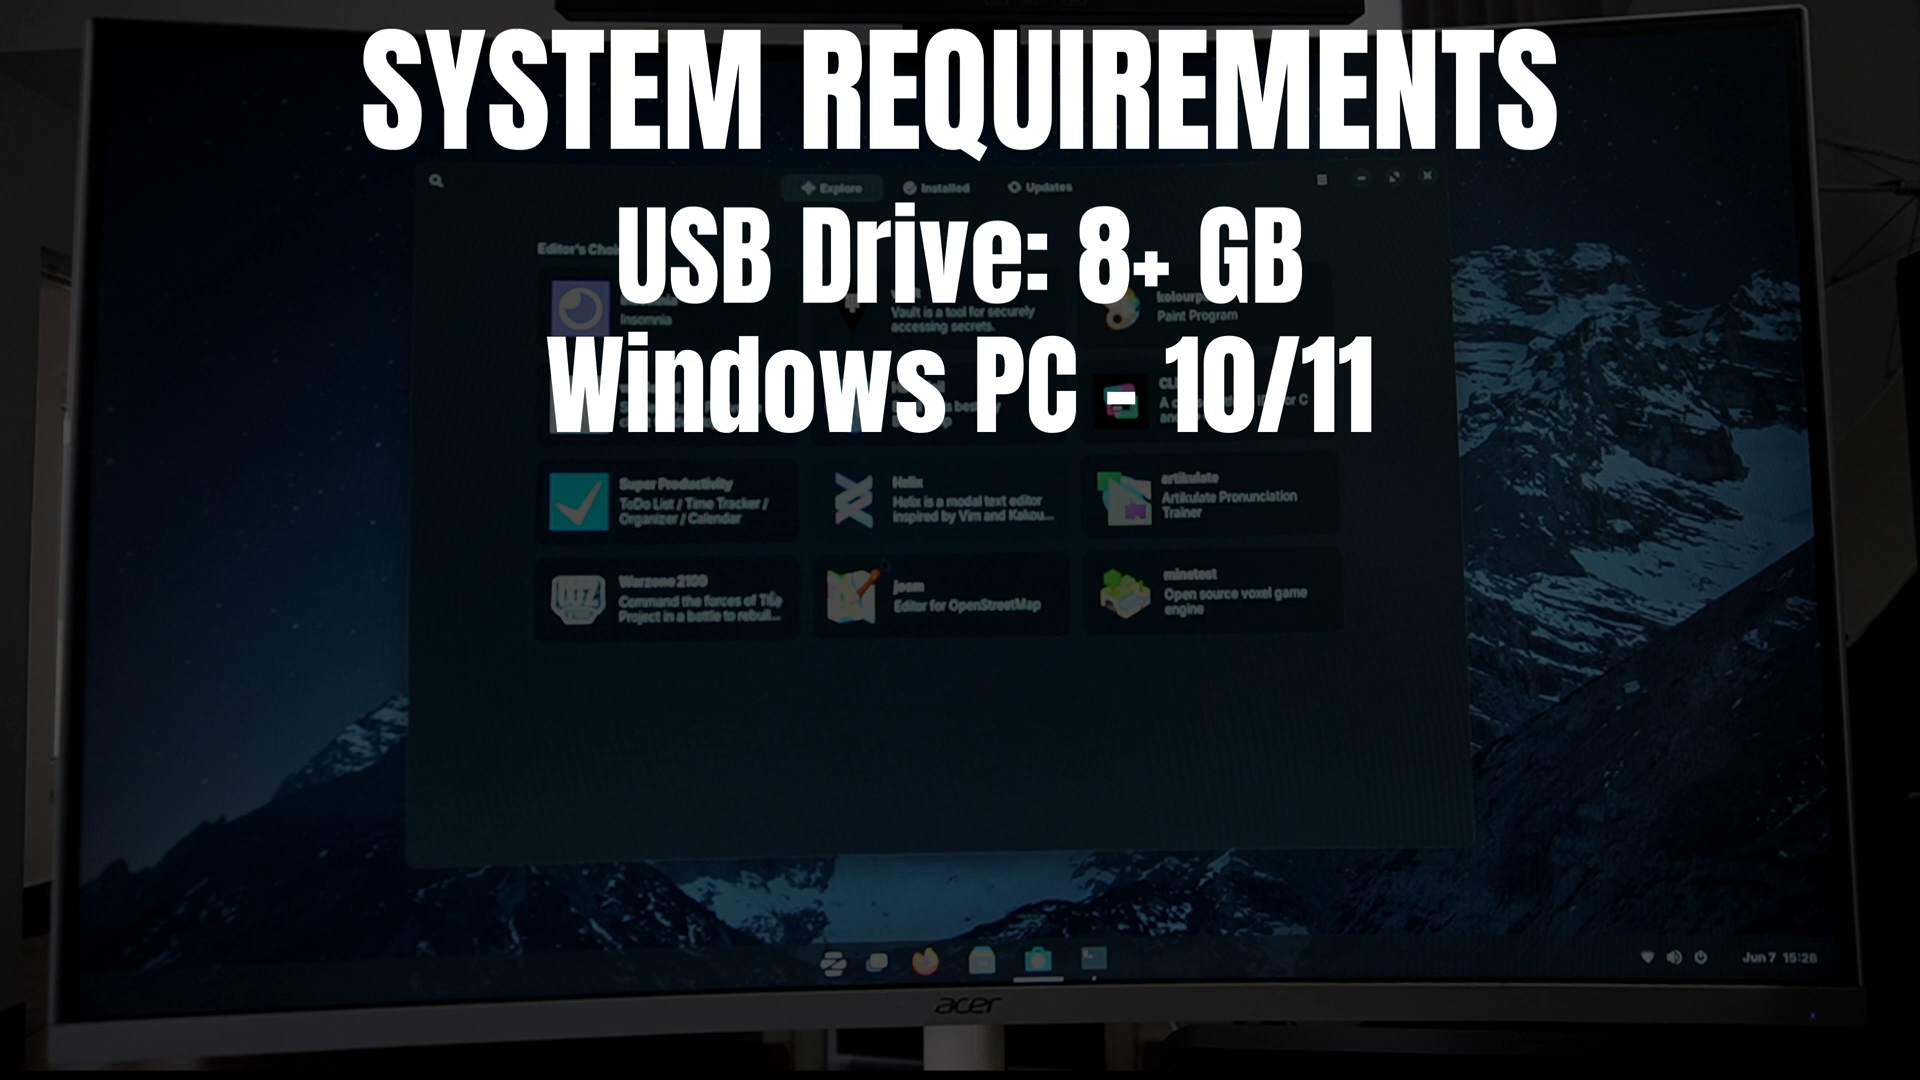 SYSTEM REQUIREMENTS
Explore Installed Updates
USB Drive: 8+ GB
Editor's
Insomnia
Vault is a tool for securely
accessing secrets.
Paint Program
Windows PC - 10/11
Super Productivity
ToDo List / Time Tracker /
Organizer / Calendar
Helix
Helix is a modal text editor
inspired by Vim and Kakou...
artikulate
Artikulate Pronunciation
Trainer
Warzone 2100
Command the forces of The
Project in a battle to rebuil...
josm
Editor for OpenStreetMap
minetest
Open source voxel game
engine
Jun 7 15:28
acer